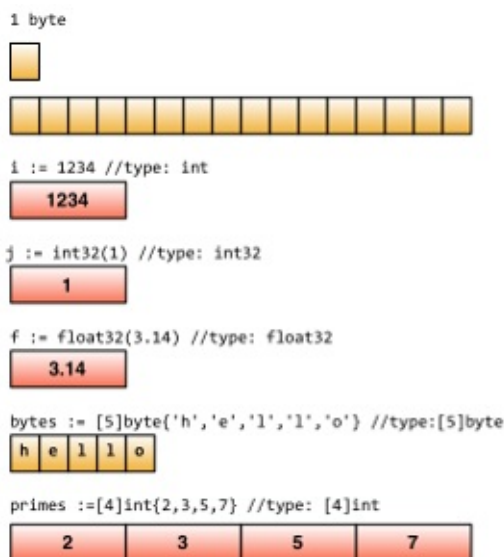 1 byte
i := 1234 //type: int
1234
j := int32(1) //type: int32
1
f := float32(3.14) //type: float32
3.14
bytes := [5]byte{'h','e','l','l','o'} //type:[5]byte
h e l l o
primes :=[4]int{2,3,5,7} //type: [4]int
2 3 5 7